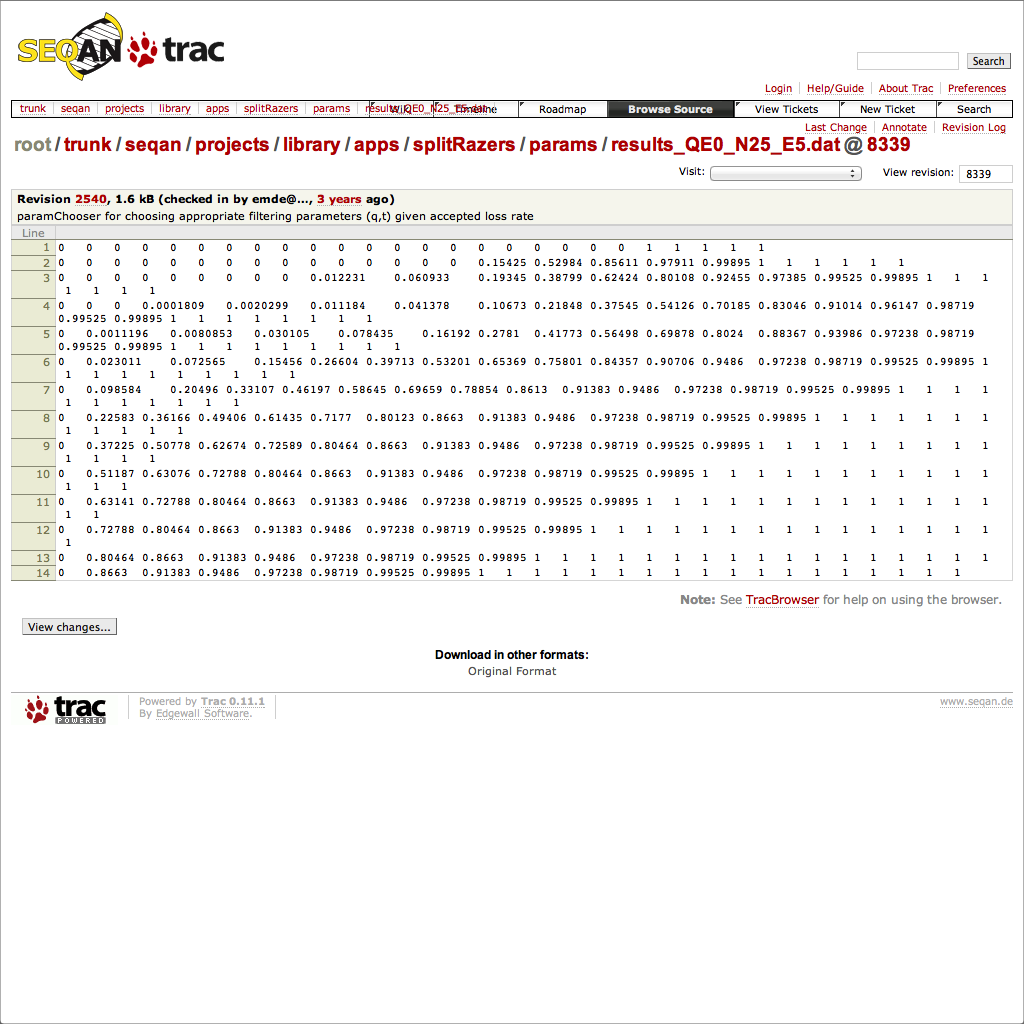 SEQAN trac
Search
Login Help/Guide About Trac Preferences
trunk seqan projects library apps splitRazers params results_QE0_N25_E5.dat Wiki Timeline Roadmap Browse Source View Tickets New Ticket Search
Last Change Annotate Revision Log
root/trunk/seqan/projects/library/apps/splitRazers/params/results_QE0_N25_E5.dat @ 8339
Visit: View revision: 8339
Revision 2540, 1.6 kB (checked in by emde@…, 3 years ago)
paramChooser for choosing appropriate filtering parameters (q,t) given accepted loss rate
Line
1 0 0 0 0 0 0 0 0 0 0 0 0 0 0 0 0 0 0 0 0 0 1 1 1 1 1
2 0 0 0 0 0 0 0 0 0 0 0 0 0 0 0 0.15425 0.52984 0.85611 0.97911 0.99895 1 1 1 1 1 1
3 0 0 0 0 0 0 0 0 0 0.012231 0.060933 0.19345 0.38799 0.62424 0.80108 0.92455 0.97385 0.99525 0.99895 1 1 1
1 1 1 1
4 0 0 0 0.0001809 0.0020299 0.011184 0.041378 0.10673 0.21848 0.37545 0.54126 0.70185 0.83046 0.91014 0.96147 0.98719
0.99525 0.99895 1 1 1 1 1 1 1 1
5 0 0.0011196 0.0080853 0.030105 0.078435 0.16192 0.2781 0.41773 0.56498 0.69878 0.8024 0.88367 0.93986 0.97238 0.98719
0.99525 0.99895 1 1 1 1 1 1 1 1 1
6 0 0.023011 0.072565 0.15456 0.26604 0.39713 0.53201 0.65369 0.75801 0.84357 0.90706 0.9486 0.97238 0.98719 0.99525 0.99895 1
1 1 1 1 1 1 1 1 1
7 0 0.098584 0.20496 0.33107 0.46197 0.58645 0.69659 0.78854 0.8613 0.91383 0.9486 0.97238 0.98719 0.99525 0.99895 1 1 1 1
1 1 1 1 1 1 1
8 0 0.22583 0.36166 0.49406 0.61435 0.7177 0.80123 0.8663 0.91383 0.9486 0.97238 0.98719 0.99525 0.99895 1 1 1 1 1 1 1
1 1 1 1 1
9 0 0.37225 0.50778 0.62674 0.72589 0.80464 0.8663 0.91383 0.9486 0.97238 0.98719 0.99525 0.99895 1 1 1 1 1 1 1 1 1
1 1 1 1
10 0 0.51187 0.63076 0.72788 0.80464 0.8663 0.91383 0.9486 0.97238 0.98719 0.99525 0.99895 1 1 1 1 1 1 1 1 1 1 1
1 1 1
11 0 0.63141 0.72788 0.80464 0.8663 0.91383 0.9486 0.97238 0.98719 0.99525 0.99895 1 1 1 1 1 1 1 1 1 1 1 1 1
1 1
12 0 0.72788 0.80464 0.8663 0.91383 0.9486 0.97238 0.98719 0.99525 0.99895 1 1 1 1 1 1 1 1 1 1 1 1 1 1 1
1
13 0 0.80464 0.8663 0.91383 0.9486 0.97238 0.98719 0.99525 0.99895 1 1 1 1 1 1 1 1 1 1 1 1 1 1 1 1 1
14 0 0.8663 0.91383 0.9486 0.97238 0.98719 0.99525 0.99895 1 1 1 1 1 1 1 1 1 1 1 1 1 1 1 1 1 1
Note: See TracBrowser for help on using the browser.
View changes...
Download in other formats:
Original Format
trac POWERED
Powered by Trac 0.11.1
By Edgewall Software.
www.seqan.de